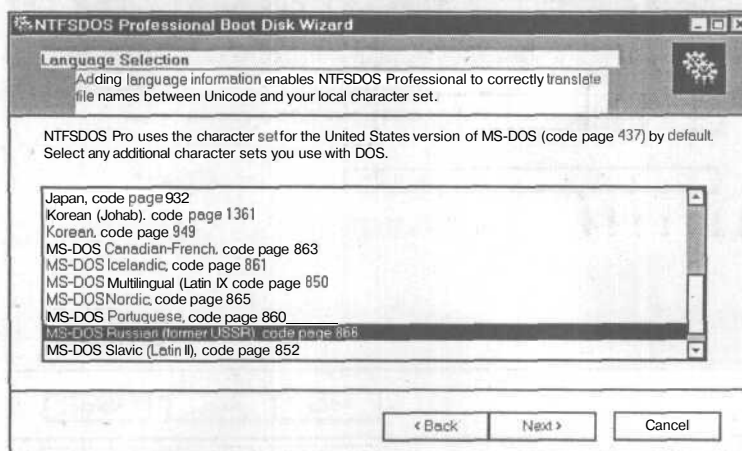 NTFSDOS Professional Boot Disk Wizard
Language Selection
Adding language information enables NTFSDOS Professional to correctly translate
file names between Unicode and your local character set.
NTFSDOS Pro uses the character set for the United States version of MS-DOS (code page 437) by default.
Select any additional character sets you use with DOS.
Japan, code page 932
Korean (Johab). code page 1361
Korean, code page 949
MS-DOS Canadian-French, code page 863
MS-DOS Icelandic, code page 861
MS-DOS Multilingual (Latin IX code page 850
MS-DOS Nordic, code page 865
MS-DOS Portuquese, code page 860
MS-DOS Russian (former USSR), code page 866
MS-DOS Slavic (Latin II), code page 852
< Back
Next >
Cancel